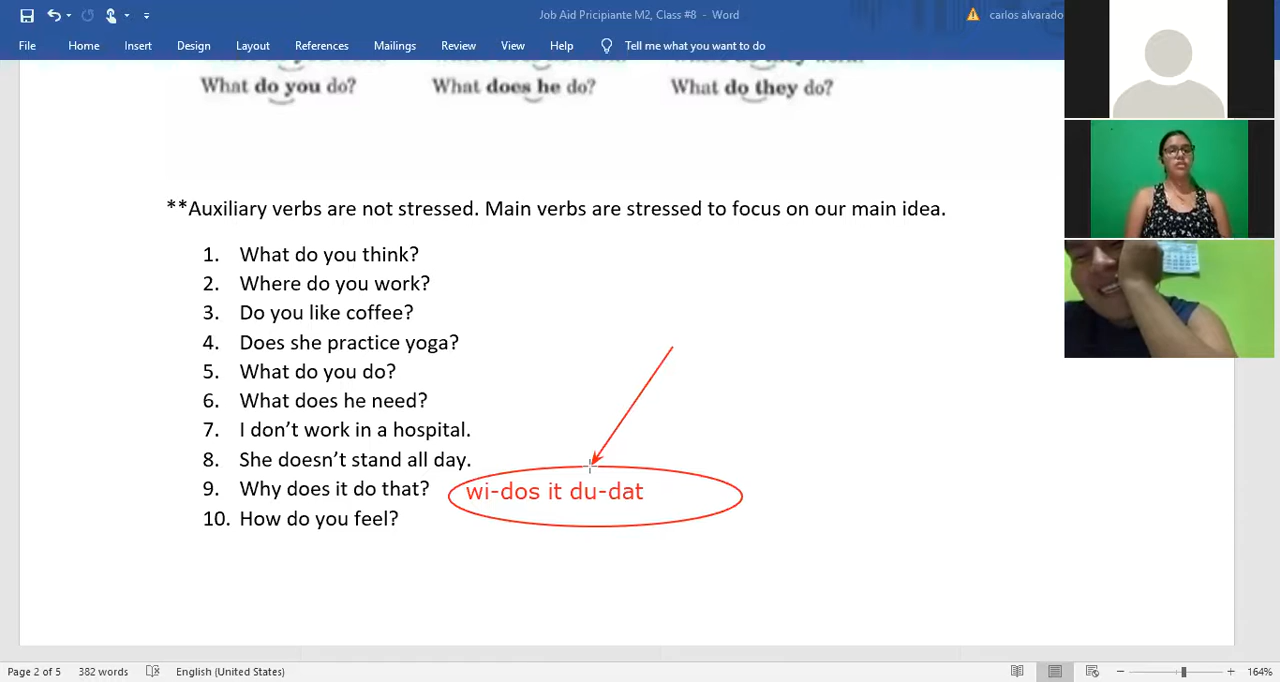 Job Aid Pricipiante M2, Class #8 - Word
carlos alvarado
File Home Insert Design Layout References Mailings Review View Help Tell me what you want to do
What do you do? What does he do? What do they do?
**Auxiliary verbs are not stressed. Main verbs are stressed to focus on our main idea.
1. What do you think?
2. Where do you work?
3. Do you like coffee?
4. Does she practice yoga?
5. What do you do?
6. What does he need?
7. I don't work in a hospital.
8. She doesn't stand all day.
9. Why does it do that? wi-dos it du-dat
10. How do you feel?
Page 2 of 5 382 words English (United States) 164%